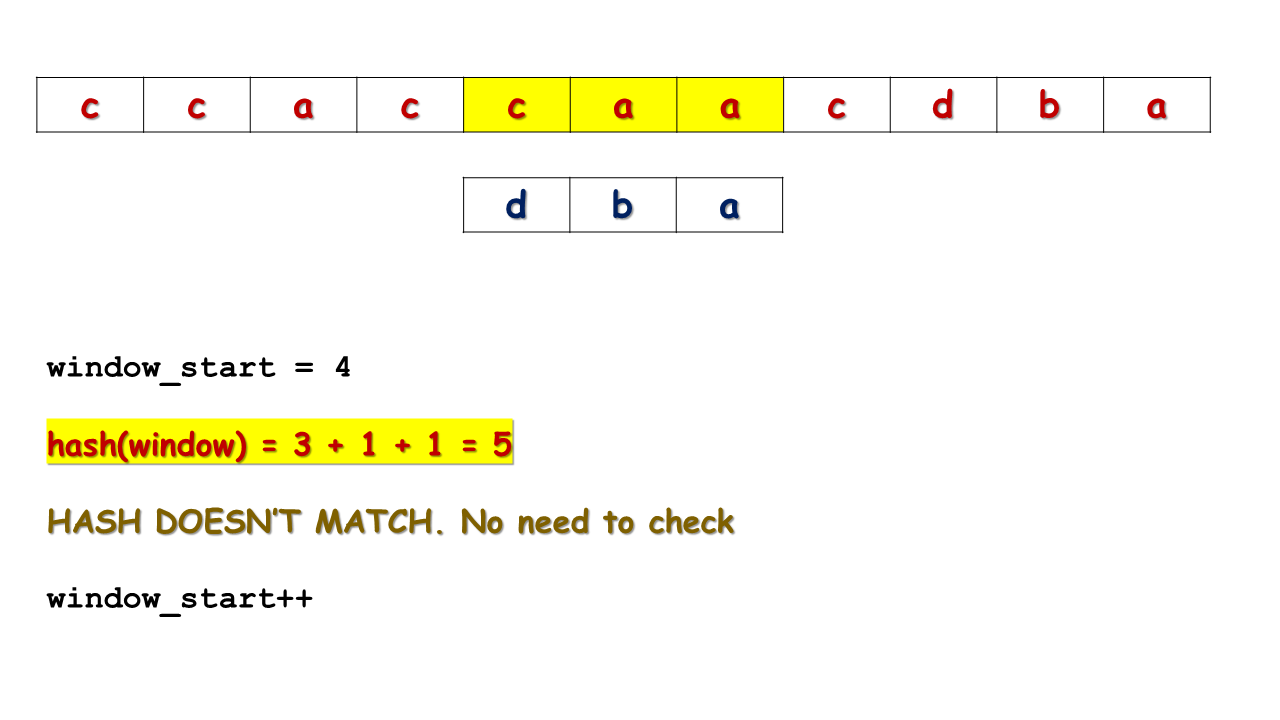 c c a c c a a c d b a
d b a
window_start = 4
hash(window) = 3 + 1 + 1 = 5
HASH DOESN'T MATCH. No need to check
window_start++